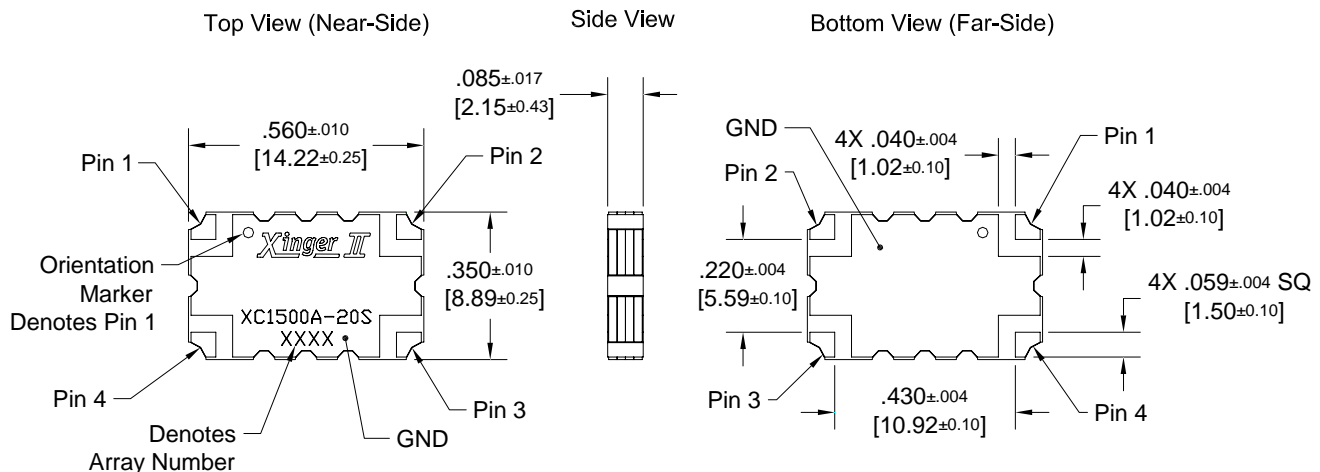 Top View (Near-Side)
Side View
Bottom View (Far-Side)
.560±.010
[14.22±0.25]
Pin 1
Pin 2
Orientation
Marker
Denotes Pin 1
Xinger II
.350±.010
[8.89±0.25]
XC1500A-20S
XXXX
Pin 4
Pin 3
Denotes
Array Number
GND
.085±.017
[2.15±0.43]
GND
4X .040±.004
[1.02±0.10]
Pin 1
Pin 2
4X .040±.004
[1.02±0.10]
.220±.004
[5.59±0.10]
4X .059±.004 SQ
[1.50±0.10]
Pin 3
.430±.004
[10.92±0.10]
Pin 4